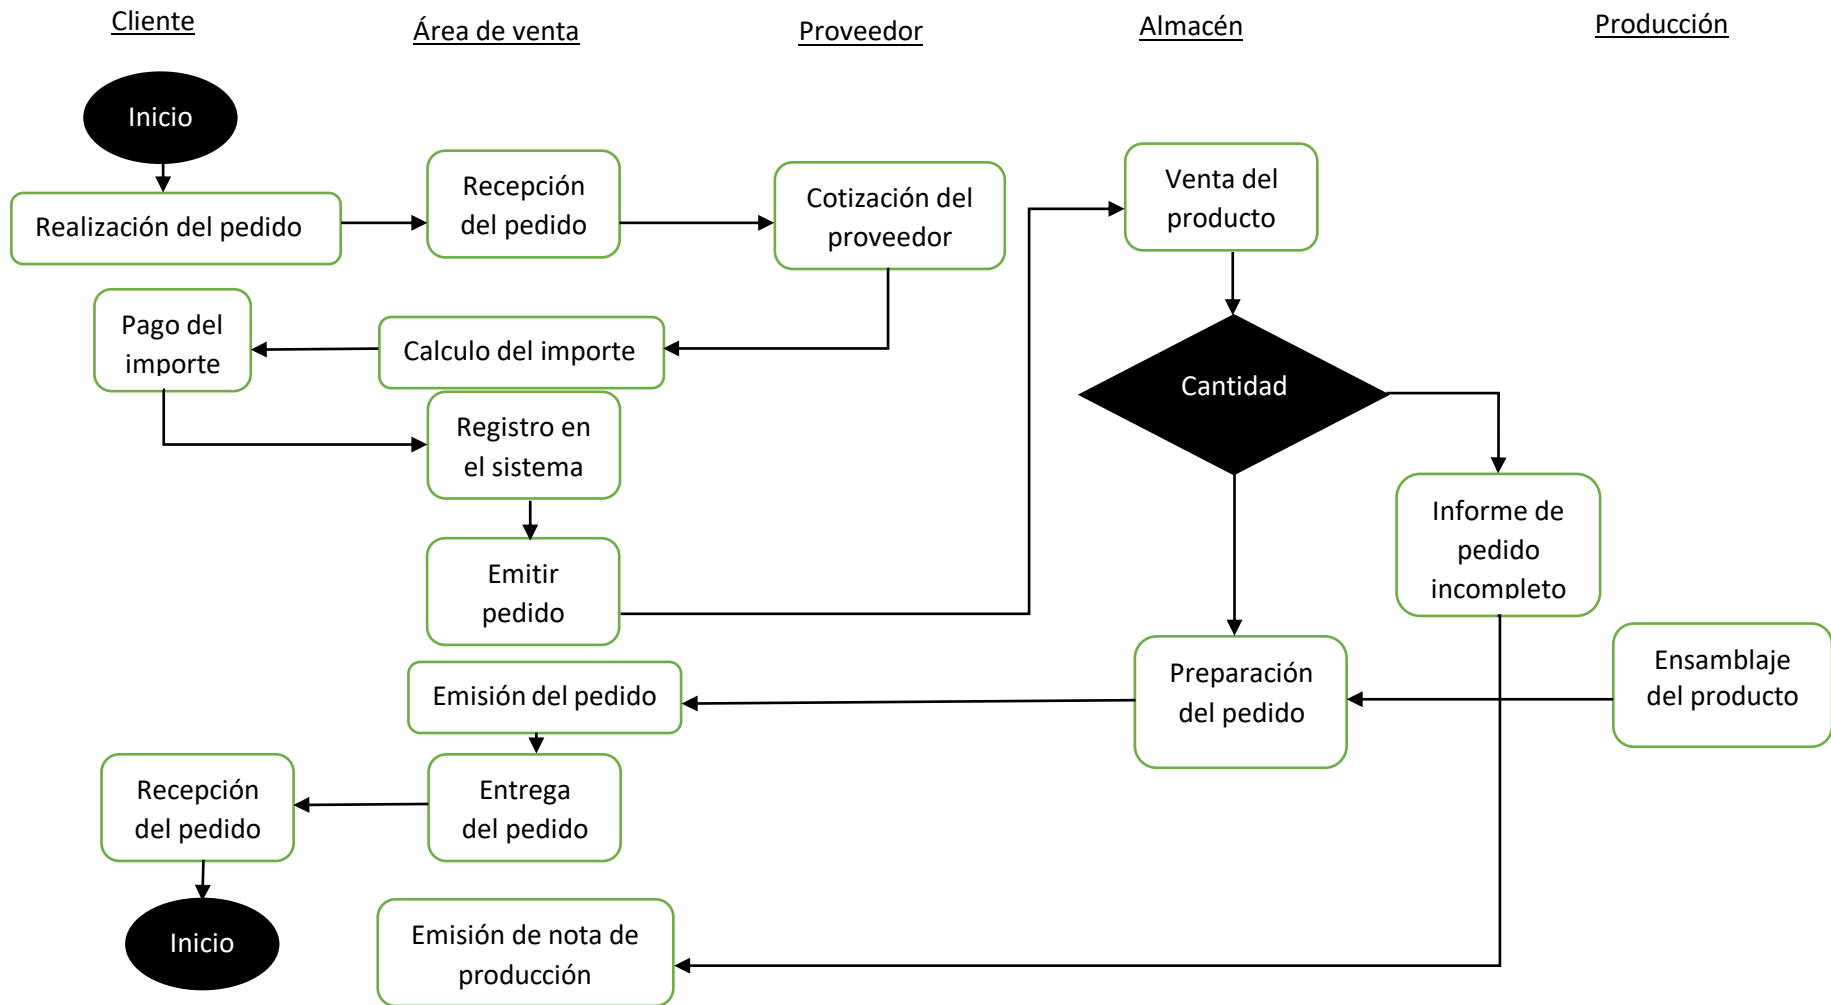 Cliente
Área de venta
Proveedor
Almacén
Producción
Inicio
Realización del pedido
Recepción
del pedido
Cotización del
proveedor
Venta del
producto
Pago del
importe
Calculo del importe
Cantidad
Registro en
el sistema
Informe de
pedido
incompleto
Emitir
pedido
Ensamblaje
del producto
Preparación
del pedido
Emisión del pedido
Recepción
del pedido
Entrega
del pedido
Inicio
Emisión de nota de
producción